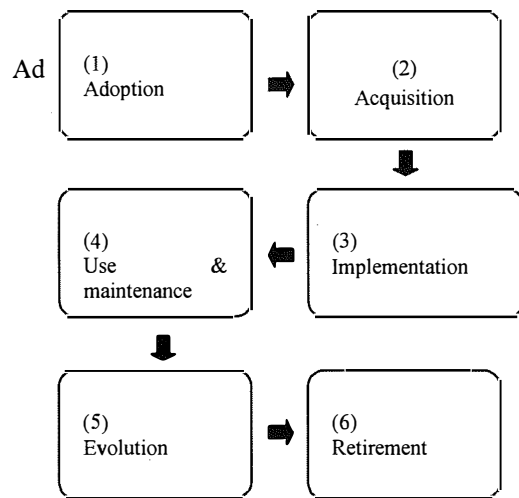 Ad
(1)
Adoption
(2)
Acquisition
(3)
Implementation
(4)
Use &
maintenance
(5)
Evolution
(6)
Retirement